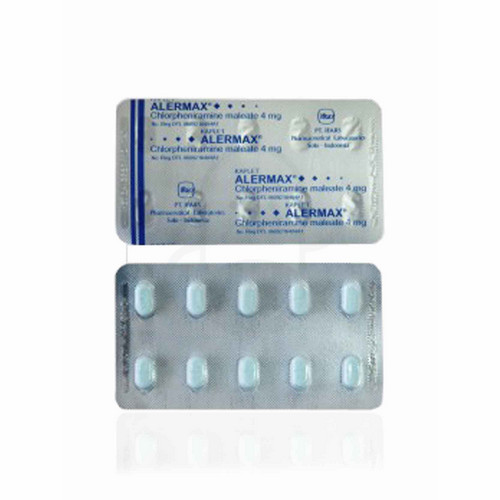 ALERMAX®
Chlorpheniramine maleate 4 mg
KAPLET
ALERMAX®
Chlorpheniramine maleate 4 mg
PT. IFARS
Pharmaceutical Laboratories
Solo - Indonesia
KAPLET
ALERMAX®
Chlorpheniramine maleate 4 mg
ALERMAX®
Chlorpheniramine maleate 4 mg
PT. IFARS
Pharmaceutical Laboratories
Solo - Indonesia